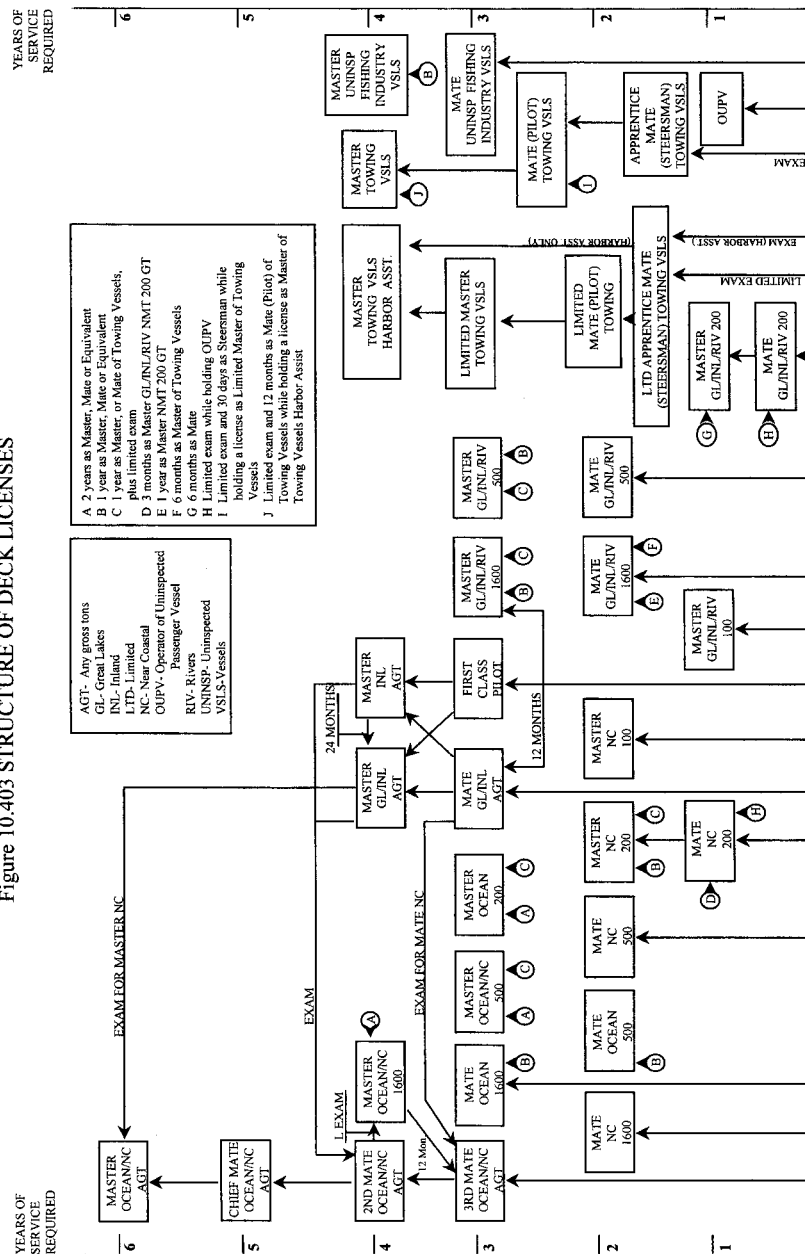 Figure 10.403 STRUCTURE OF DECK LICENSES
YEARS OF
SERVICE
REQUIRED
6
5
4
3
2
1
MASTER
OCEAN/NC
AGT
CHIEF MATE
OCEAN/NC
AGT
2ND MATE
OCEAN/NC
AGT
3RD MATE
OCEAN/NC
AGT
EXAM FOR MASTER NC
EXAM
L EXAM
12 Mon
EXAM FOR MATE NC
MASTER
OCEAN/NC
1600
A
MATE
OCEAN
1600
B
MASTER
OCEAN/NC
500
A
C
MASTER
OCEAN
200
A
C
MATE
NC
1600
MATE
OCEAN
500
B
MATE
NC
500
MASTER
NC
200
B
C
MATE
NC
200
D
H
MASTER
NC
100
AGT- Any gross tons
GL- Great Lakes
INL- Inland
LTD- Limited
NC- Near Coastal
OUPV- Operator of Uninspected
Passenger Vessel
RIV- Rivers
UNINSP- Uninspected
VSLS-Vessels
24 MONTHS
MASTER
GL/INL
AGT
MASTER
INL
AGT
MATE
GL/INL
AGT
FIRST
CLASS
PILOT
12 MONTHS
MASTER
GL/INL/RIV
1600
B
C
MASTER
GL/INL/RIV
500
C
B
MATE
GL/INL/RIV
1600
E
F
MATE
GL/INL/RIV
500
MASTER
GL/INL/RIV
100
A 2 years as Master, Mate or Equivalent
B 1 year as Master, Mate or Equivalent
C 1 year as Master, or Mate of Towing Vessels,
plus limited exam
D 3 months as Master GL/INL/RIV NMT 200 GT
E 1 year as Master NMT 200 GT
F 6 months as Master of Towing Vessels
G 6 months as Mate
H Limited exam while holding OUPV
I Limited exam and 30 days as Steersman while
holding a license as Limited Master of Towing
Vessels
J Limited exam and 12 months as Mate (Pilot) of
Towing Vessels while holding a license as Master of
Towing Vessels Harbor Assist
MASTER
TOWING VSLS
HARBOR ASST.
LIMITED MASTER
TOWING VSLS
LIMITED
MATE (PILOT)
TOWING
(HARBOR ASST ONLY)
LTD APPRENTICE MATE
(STEERSMAN) TOWING VSLS
LIMITED EXAM
EXAM (HARBOR ASST.)
MASTER
GL/INL/RIV 200
G
MATE
GL/INL/RIV 200
H
MASTER
TOWING
VSLS
J
MATE (PILOT)
TOWING VSLS
I
APPRENTICE
MATE
(STEERSMAN)
TOWING VSLS
EXAM
OUPV
MASTER
UNINSP
FISHING
INDUSTRY
VSLS
B
MATE
UNINSP FISHING
INDUSTRY VSLS
YEARS OF
SERVICE
REQUIRED
6
5
4
3
2
1